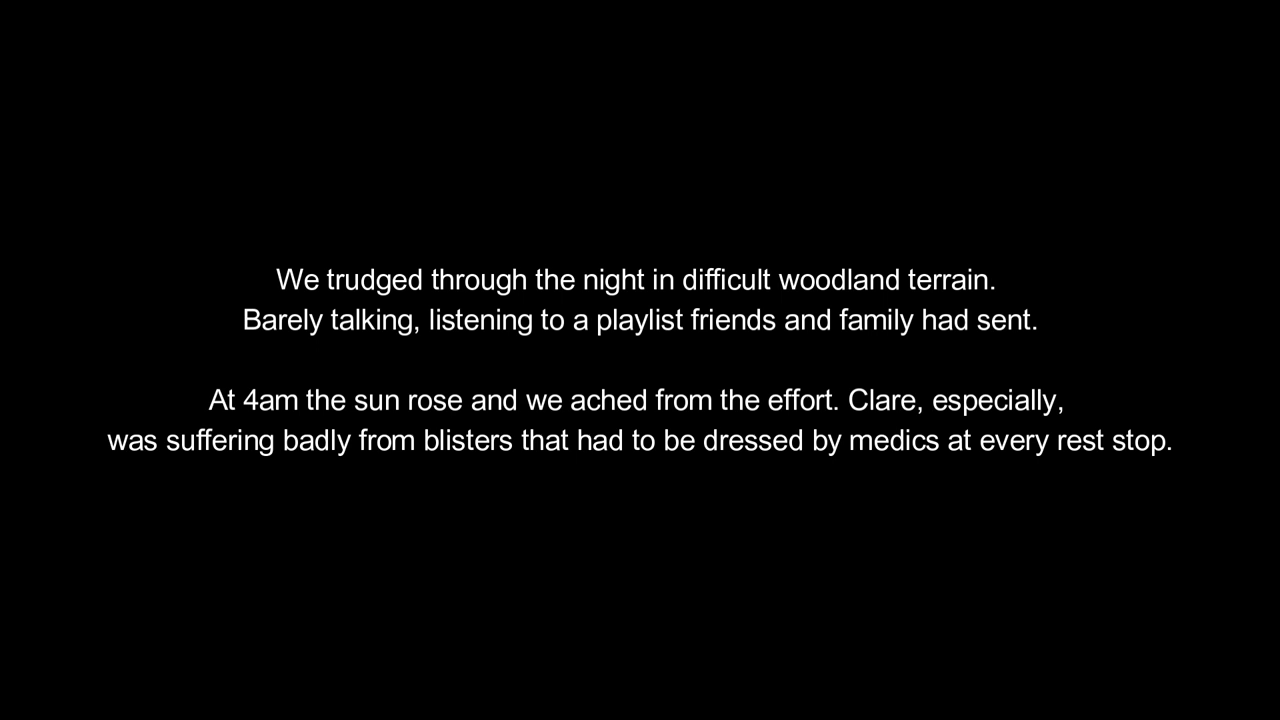 We trudged through the night in difficult woodland terrain.
Barely talking, listening to a playlist friends and family had sent.
At 4am the sun rose and we ached from the effort. Clare, especially,
was suffering badly from blisters that had to be dressed by medics at every rest stop.